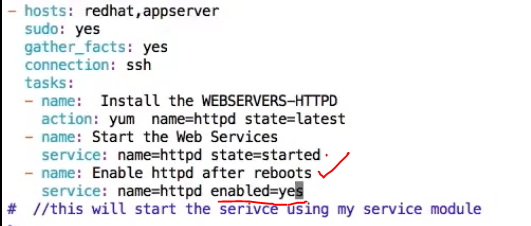 - hosts: redhat,appserver
  sudo: yes
  gather_facts: yes
  connection: ssh
  tasks:
  - name:  Install the WEBSERVERS-HTTPD
    action: yum  name=httpd state=latest
  - name: Start the Web Services
    service: name=httpd state=started
  - name: Enable httpd after reboots
    service: name=httpd enabled=yes
#  //this will start the serivce using my service module